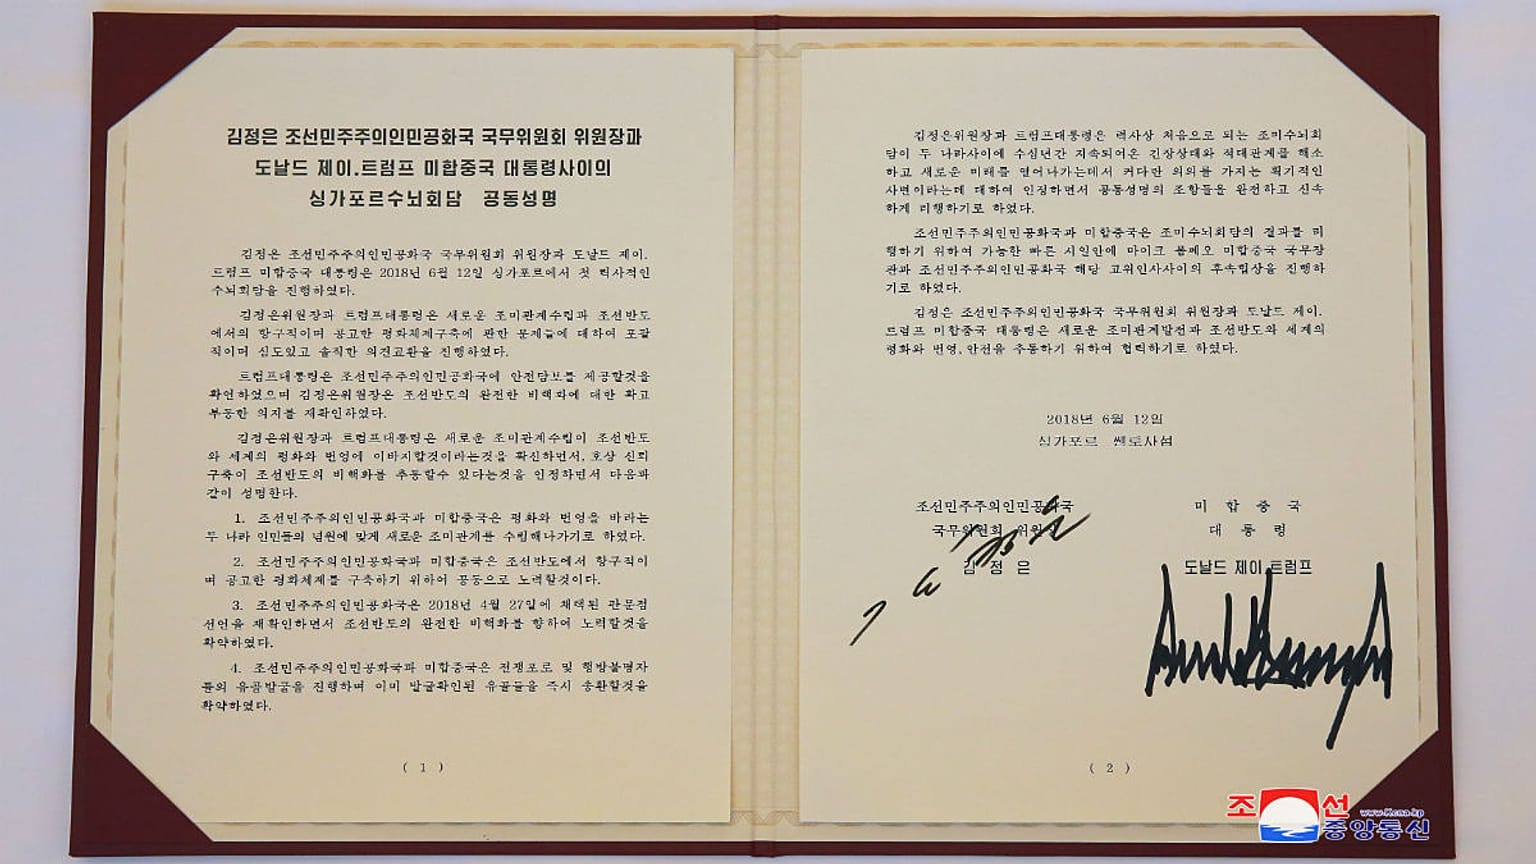 김정은 조선민주주의인민공화국 국무위원회 위원장과
도날드 제이.트럼프 미합중국 대통령사이의
싱가포르수뇌회담 공동성명
김정은 조선민주주의인민공화국 국무위원회 위원장과 도날드 제이.
트럼프 미합중국 대통령은 2018년 6월 12일 싱가포르에서 첫 력사적인
수뇌회담을 진행하였다.
김정은위원장과 트럼프대통령은 새로운 조미관계수립과 조선반도
에서의 항구적이며 공고한 평화체제구축에 관한 문제들에 대하여 포괄
적이며 심도있고 솔직한 의견교환을 진행하였다.
트럼프대통령은 조선민주주의인민공화국에 안전담보를 제공할것을
확언하였으며 김정은위원장은 조선반도의 완전한 비핵화에 대한 확고
부동한 의지를 재확인하였다.
김정은위원장과 트럼프대통령은 새로운 조미관계수립이 조선반도
와 세계의 평화와 번영에 이바지할것이라는것을 확신하면서, 호상 신뢰
구축이 조선반도의 비핵화를 추동할수 있다는것을 인정하면서 다음과
같이 성명한다.
1. 조선민주주의인민공화국과 미합중국은 평화와 번영을 바라는
두 나라 인민들의 념원에 맞게 새로운 조미관계를 수립해나가기로 하였다.
2. 조선민주주의인민공화국과 미합중국은 조선반도에서 항구적이
며 공고한 평화체제를 구축하기 위하여 공동으로 노력할것이다.
3. 조선민주주의인민공화국은 2018년 4월 27일에 채택된 판문점
선언을 재확인하면서 조선반도의 완전한 비핵화를 향하여 노력할것을
확약하였다.
4. 조선민주주의인민공화국과 미합중국은 전쟁포로 및 행방불명자
들의 유골발굴을 진행하며 이미 발굴확인된 유골들을 즉시 송환할것을
확약하였다.
( 1 )
김정은위원장과 트럼프대통령은 력사상 처음으로 되는 조미수뇌회
담이 두 나라사이에 수십년간 지속되여온 긴장상태와 적대관계를 해소
하고 새로운 미래를 열어나가는데서 커다란 의의를 가지는 획기적인
사변이라는데 대하여 인정하면서 공동성명의 조항들을 완전하고 신속
하게 리행하기로 하였다.
조선민주주의인민공화국과 미합중국은 조미수뇌회담의 결과를 리
행하기 위하여 가능한 빠른 시일안에 마이크 폼페오 미합중국 국무장
관과 조선민주주의인민공화국 해당 고위인사사이의 후속협상을 진행하
기로 하였다.
김정은 조선민주주의인민공화국 국무위원회 위원장과 도날드 제이.
트럼프 미합중국 대통령은 새로운 조미관계발전과 조선반도와 세계의
평화와 번영, 안전을 추동하기 위하여 협력하기로 하였다.
2018년 6월 12일
싱가포르 쎈토사섬
조선민주주의인민공화국
국무위원회 위원장
김 정 은
미 합 중 국
대 통 령
도날드 제이.트럼프
( 2 )
조선 www.kcna.kp
중앙통신